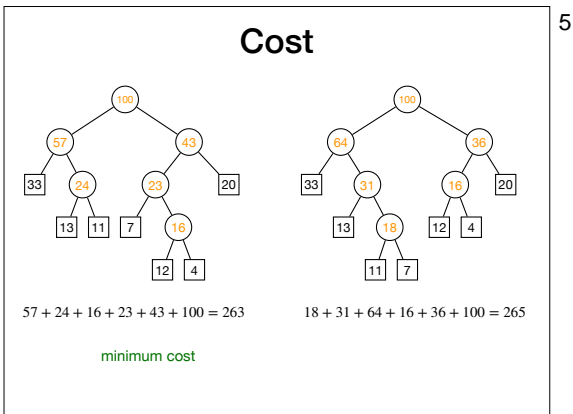 Cost
5
100 100
57 43 64 36
33 24 23 20 33 31 16 20
13 11 7 16 13 18 12 4
12 4 11 7
57 + 24 + 16 + 23 + 43 + 100 = 263 18 + 31 + 64 + 16 + 36 + 100 = 265
minimum cost